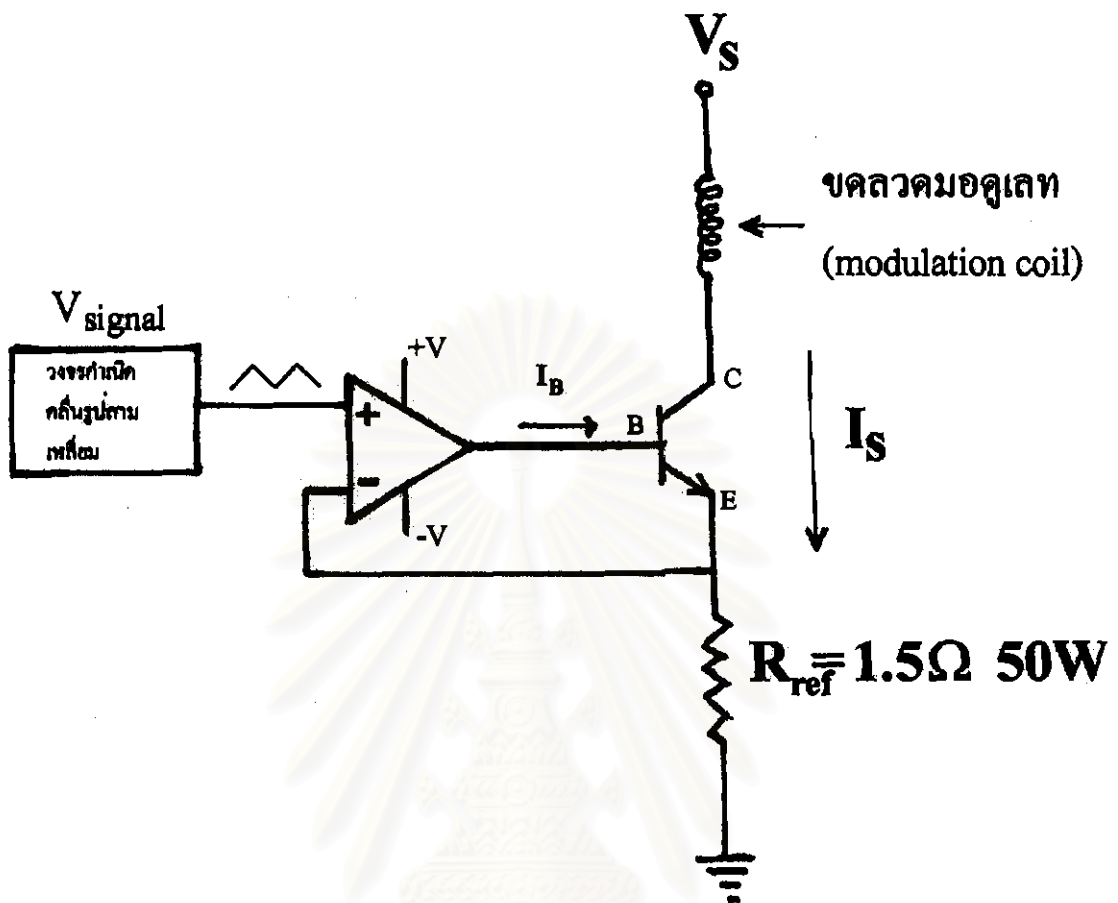 V_S
ขดลวดมอดูเลท
(modulation coil)
V_signal
วงจรกำเนิด
คลื่นรูปสาม
เหลี่ยม
+V
+
-
-V
I_B
B
C
E
I_S
R_ref=1.5Ω 50W